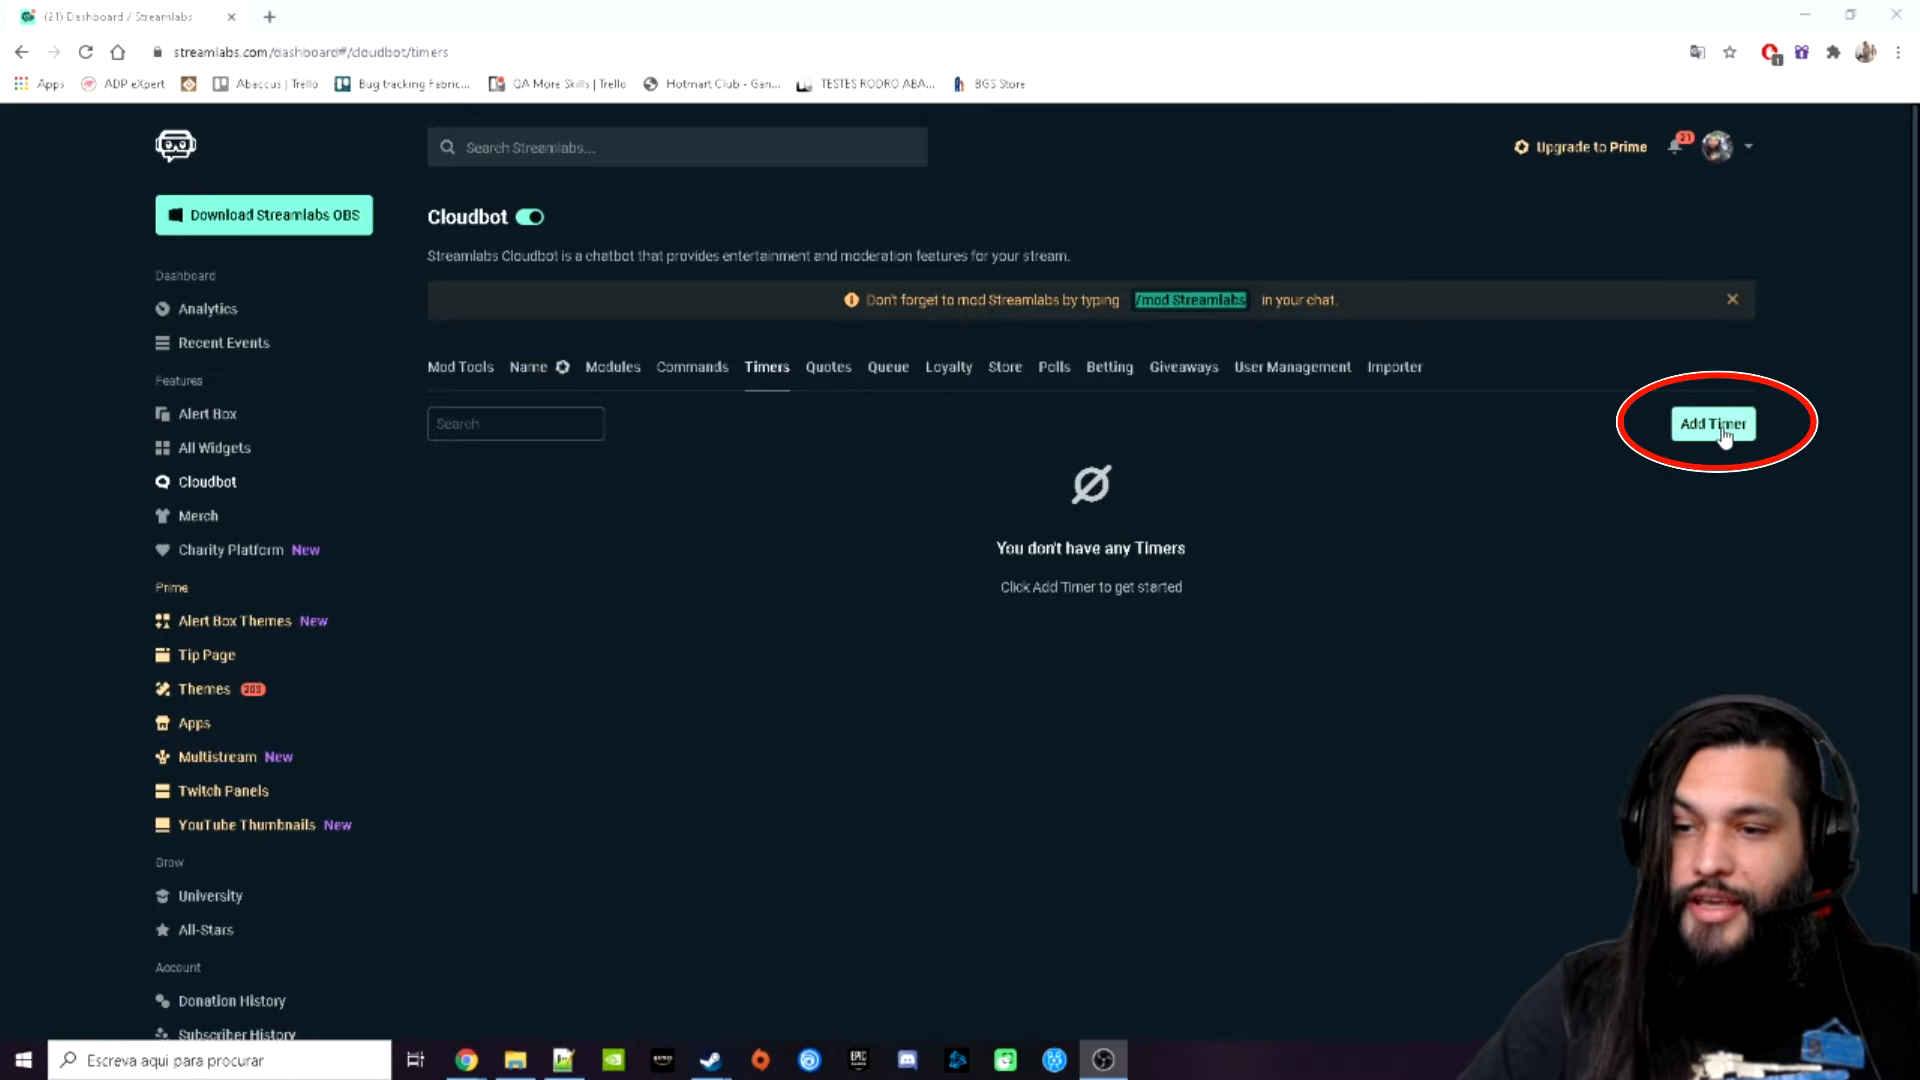 (21) Dashboard / Streamlabs
streamlabs.com/dashboard#/cloudbot/timers
1
Apps ADP eXpert Abaccus | Trello Bug tracking Fabric... QA More Skills | Trello Hotmart Club - Gan... TESTES RODRO ABA... BGS Store
Search Streamlabs...
Upgrade to Prime 21
Download Streamlabs OBS
Cloudbot
Streamlabs Cloudbot is a chatbot that provides entertainment and moderation features for your stream.
Don't forget to mod Streamlabs by typing /mod Streamlabs in your chat.
Mod Tools Name Modules Commands Timers Quotes Queue Loyalty Store Polls Betting Giveaways User Management Importer
Search
Add Timer
You don't have any Timers
Click Add Timer to get started
Dashboard
Analytics
Recent Events
Features
Alert Box
All Widgets
Cloudbot
Merch
Charity Platform New
Prime
Alert Box Themes New
Tip Page
Themes 203
Apps
Multistream New
Twitch Panels
YouTube Thumbnails New
Grow
University
All-Stars
Account
Donation History
Subscriber History
Escreva aqui para procurar
EPIC